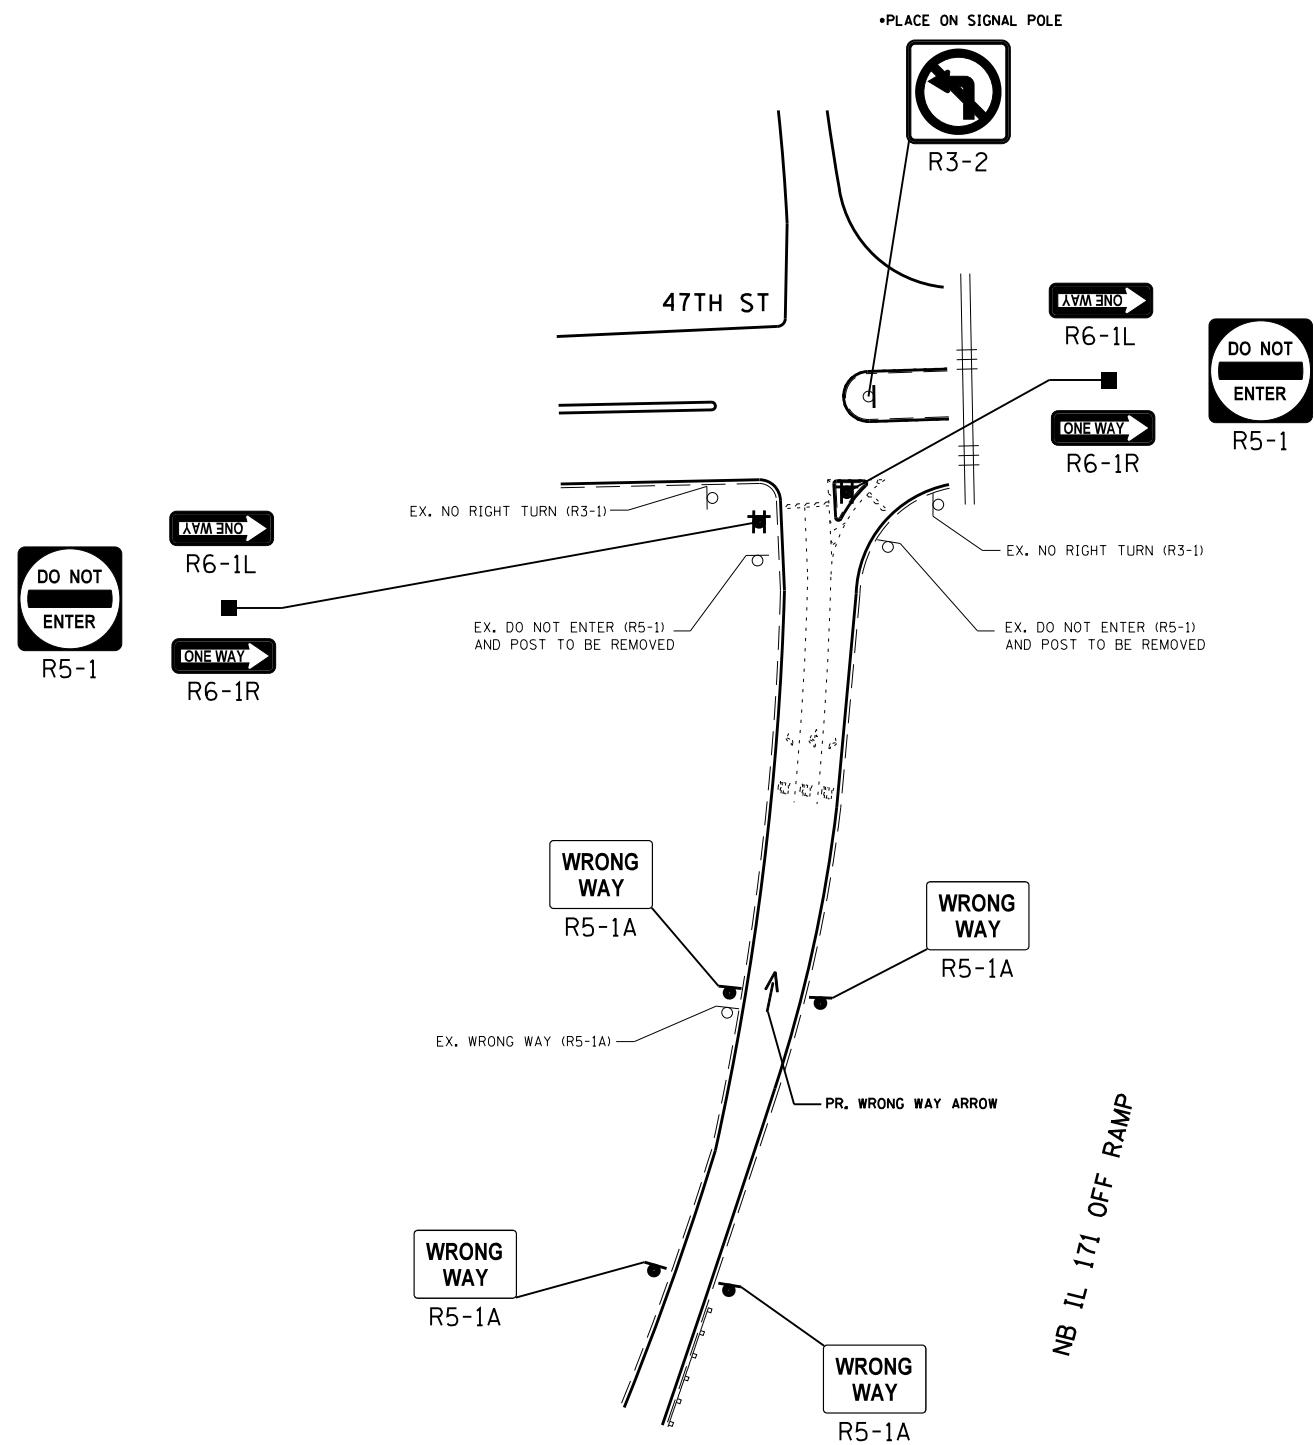 •PLACE ON SIGNAL POLE
R3-2
47TH ST
ONE WAY
R6-1L
DO NOT
ENTER
R5-1
ONE WAY
R6-1R
EX. NO RIGHT TURN (R3-1)
ONE WAY
R6-1L
DO NOT
ENTER
R5-1
ONE WAY
R6-1R
EX. NO RIGHT TURN (R3-1)
EX. DO NOT ENTER (R5-1)
AND POST TO BE REMOVED
EX. DO NOT ENTER (R5-1)
AND POST TO BE REMOVED
WRONG
WAY
R5-1A
WRONG
WAY
R5-1A
EX. WRONG WAY (R5-1A)
PR. WRONG WAY ARROW
NB IL 171 OFF RAMP
WRONG
WAY
R5-1A
WRONG
WAY
R5-1A